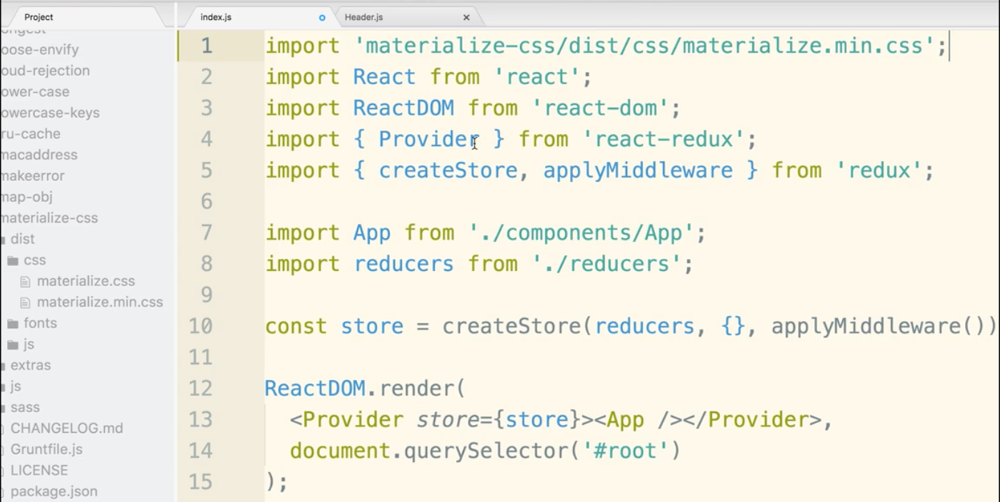 Project
index.js
Header.js
oose-envify
oud-rejection
ower-case
owercase-keys
ru-cache
macaddress
makeerror
map-obj
materialize-css
dist
css
materialize.css
materialize.min.css
fonts
js
extras
js
sass
CHANGELOG.md
Gruntfile.js
LICENSE
package.json
1 import 'materialize-css/dist/css/materialize.min.css';
2 import React from 'react';
3 import ReactDOM from 'react-dom';
4 import { Provider } from 'react-redux';
5 import { createStore, applyMiddleware } from 'redux';
6
7 import App from './components/App';
8 import reducers from './reducers';
9
10 const store = createStore(reducers, {}, applyMiddleware())
11
12 ReactDOM.render(
13 <Provider store={store}><App /></Provider>,
14 document.querySelector('#root')
15 );